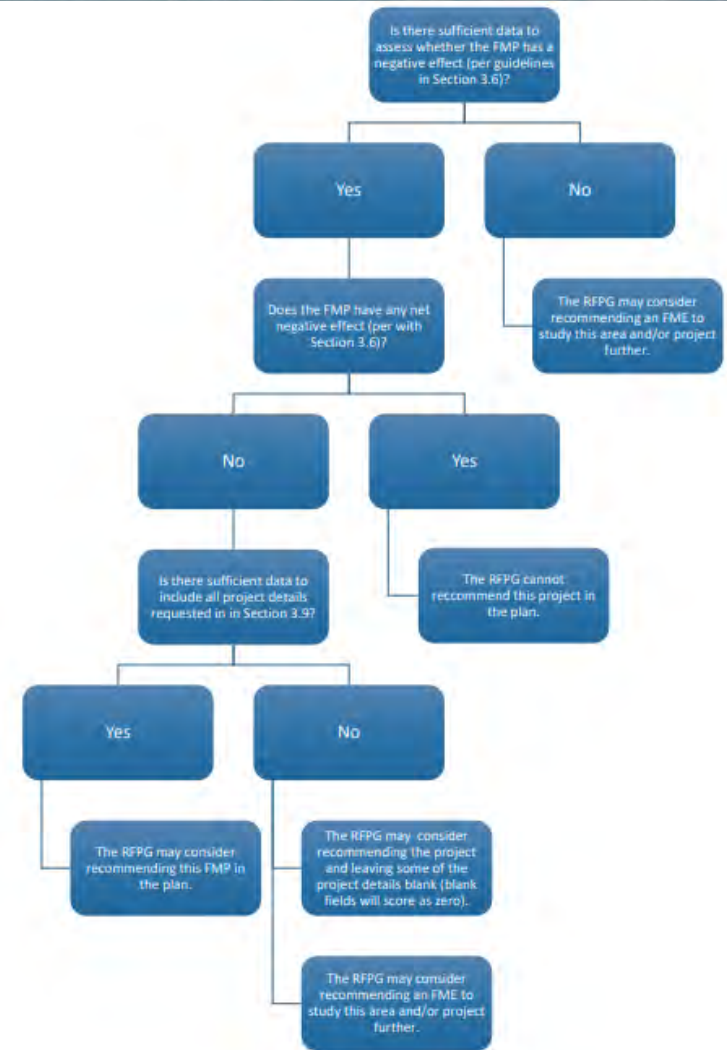 Is there sufficient data to
assess whether the FMP has a
negative effect (per guidelines
in Section 3.6)?
Yes
No
Does the FMP have any net
negative effect (per with
Section 3.6)?
The RFPG may consider
recommending an FME to
study this area and/or project
further.
No
Yes
Is there sufficient data to
include all project details
requested in in Section 3.9?
The RFPG cannot
reccommend this project in
the plan.
Yes
No
The RFPG may consider
recommending this FMP in
the plan.
The RFPG may consider
recommending the project
and leaving some of the
project details blank (blank
fields will score as zero).
The RFPG may consider
recommending an FME to
study this area and/or project
further.